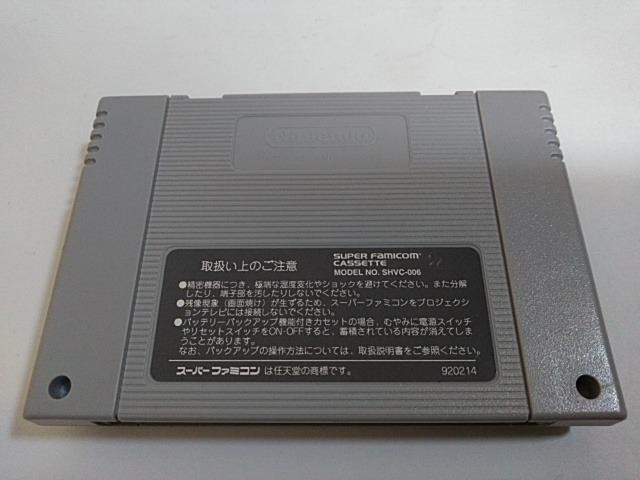 Nintendo
取扱い上のご注意
SUPER FAMICOM
CASSETTE
MODEL NO. SHVC-006
●精密機器につき、極端な温度変化やショックを避けてください。また分解
したり、端子部を汚したりしないでください。
●残像現象(画面焼け)が生ずるため、スーパーファミコンをプロジェクシ
ョンテレビには接続しないでください。
●バッテリーバックアップ機能付きカセットの場合、むやみに電源スイッチ
やリセットスイッチをON·OFFすると、蓄積されている内容が消えてしま
うことがあります。
なお、バックアップの操作方法については、取扱説明書をご参照ください。
スーパーファミコン は任天堂の商標です。
920214